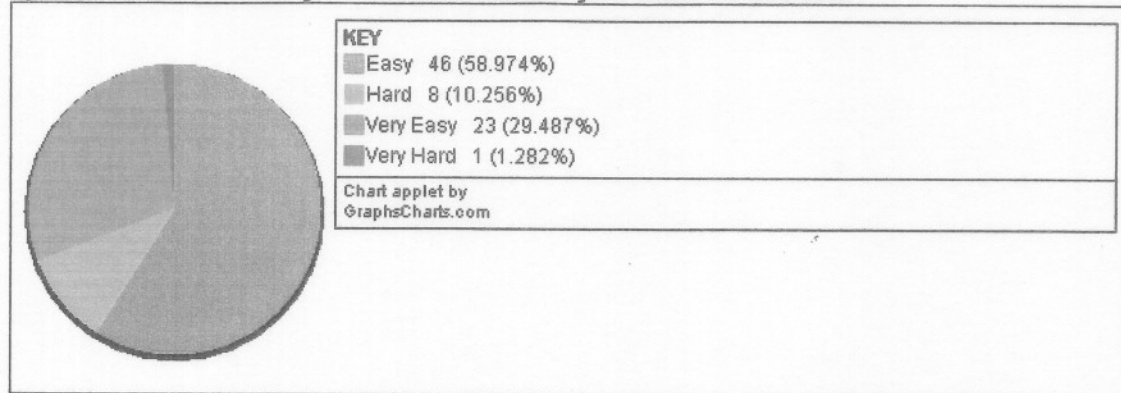 KEY
Easy 46 (58.974%)
Hard 8 (10.256%)
Very Easy 23 (29.487%)
Very Hard 1 (1.282%)
Chart applet by
GraphsCharts.com